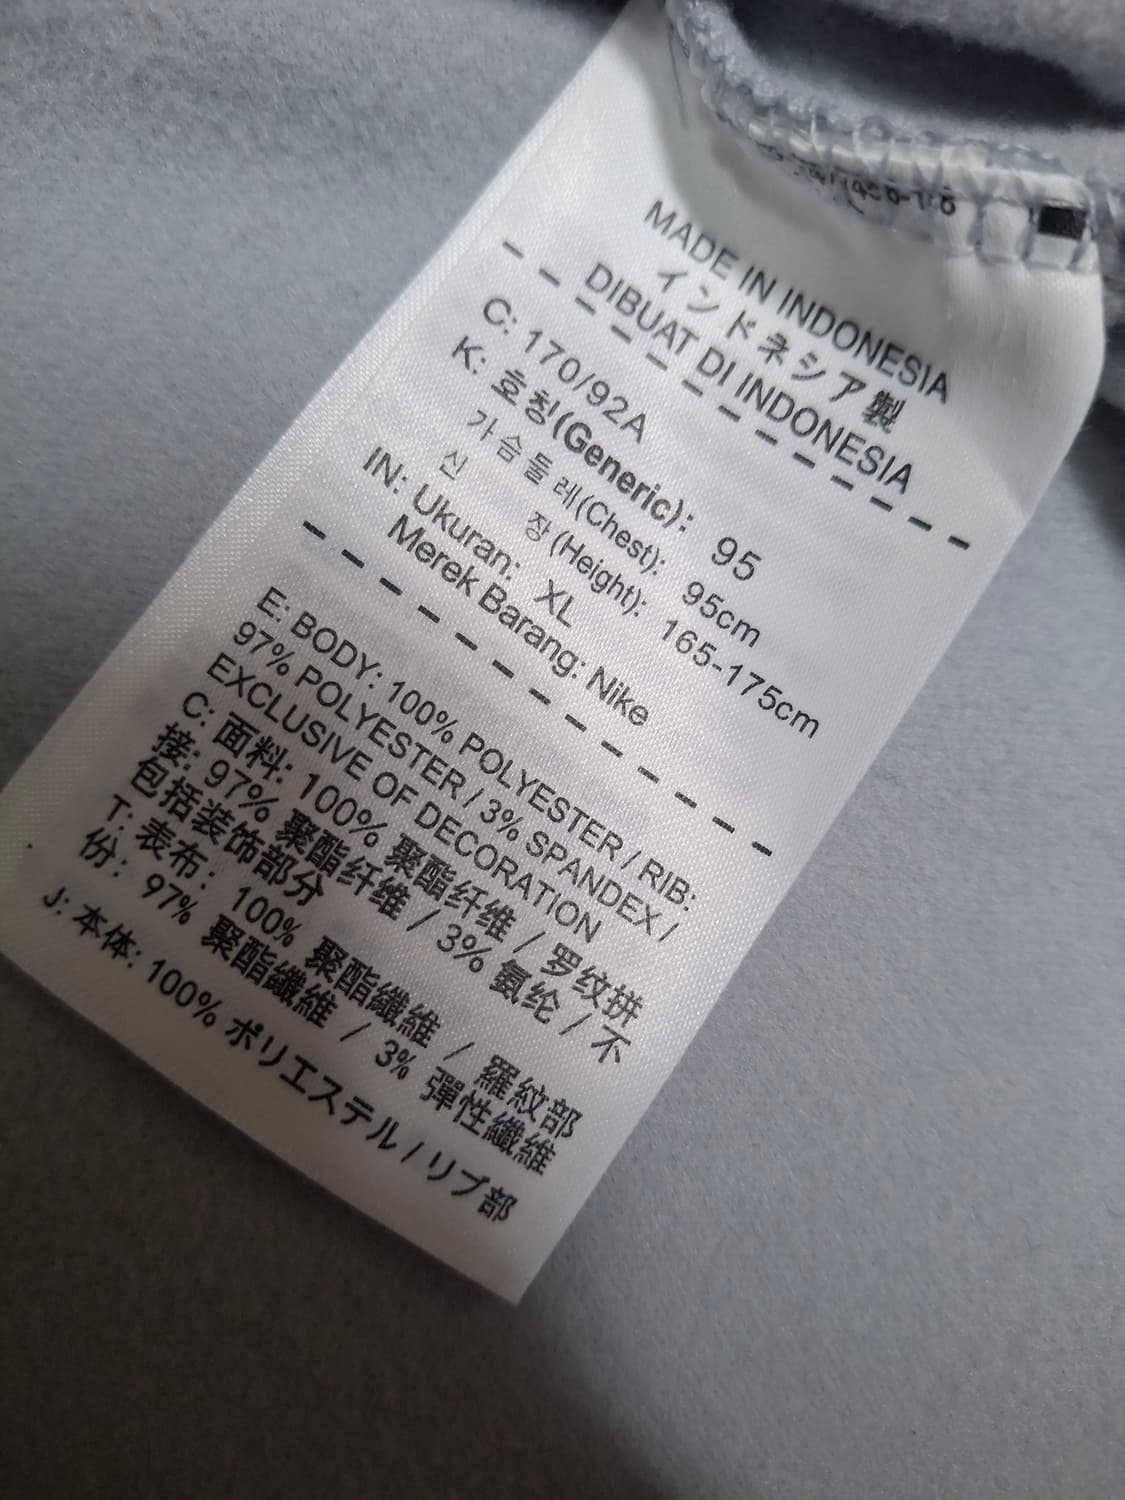 MADE IN INDONESIA
インドネシア製
DIBUAT DI INDONESIA
C: 170/92A
K: 호칭(Generic): 95
가슴둘레(Chest): 95cm
신 장(Height): 165-175cm
IN: Ukuran: XL
Merek Barang: Nike
E: BODY: 100% POLYESTER / RIB:
97% POLYESTER / 3% SPANDEX /
EXCLUSIVE OF DECORATION
C: 面料: 100% 聚酯纤维 / 罗纹拼
接: 97% 聚酯纤维 / 3% 氨纶 / 不
包括装饰部分
T: 表布: 100% 聚酯纖維 / 羅紋部
份: 97% 聚酯纖維 / 3% 彈性纖維
J: 本体: 100% ポリエステル / リブ部